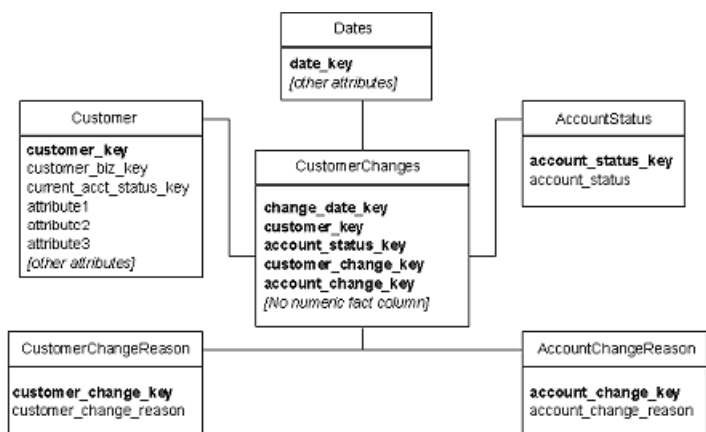 Dates
date_key
[other attributes]
Customer
customer_key
customer_biz_key
current_acct_status_key
attribute1
attribute2
attribute3
[other attributes]
CustomerChanges
change_date_key
customer_key
account_status_key
customer_change_key
account_change_key
[No numeric fact column]
AccountStatus
account_status_key
account_status
CustomerChangeReason
customer_change_key
customer_change_reason
AccountChangeReason
account_change_key
account_change_reason